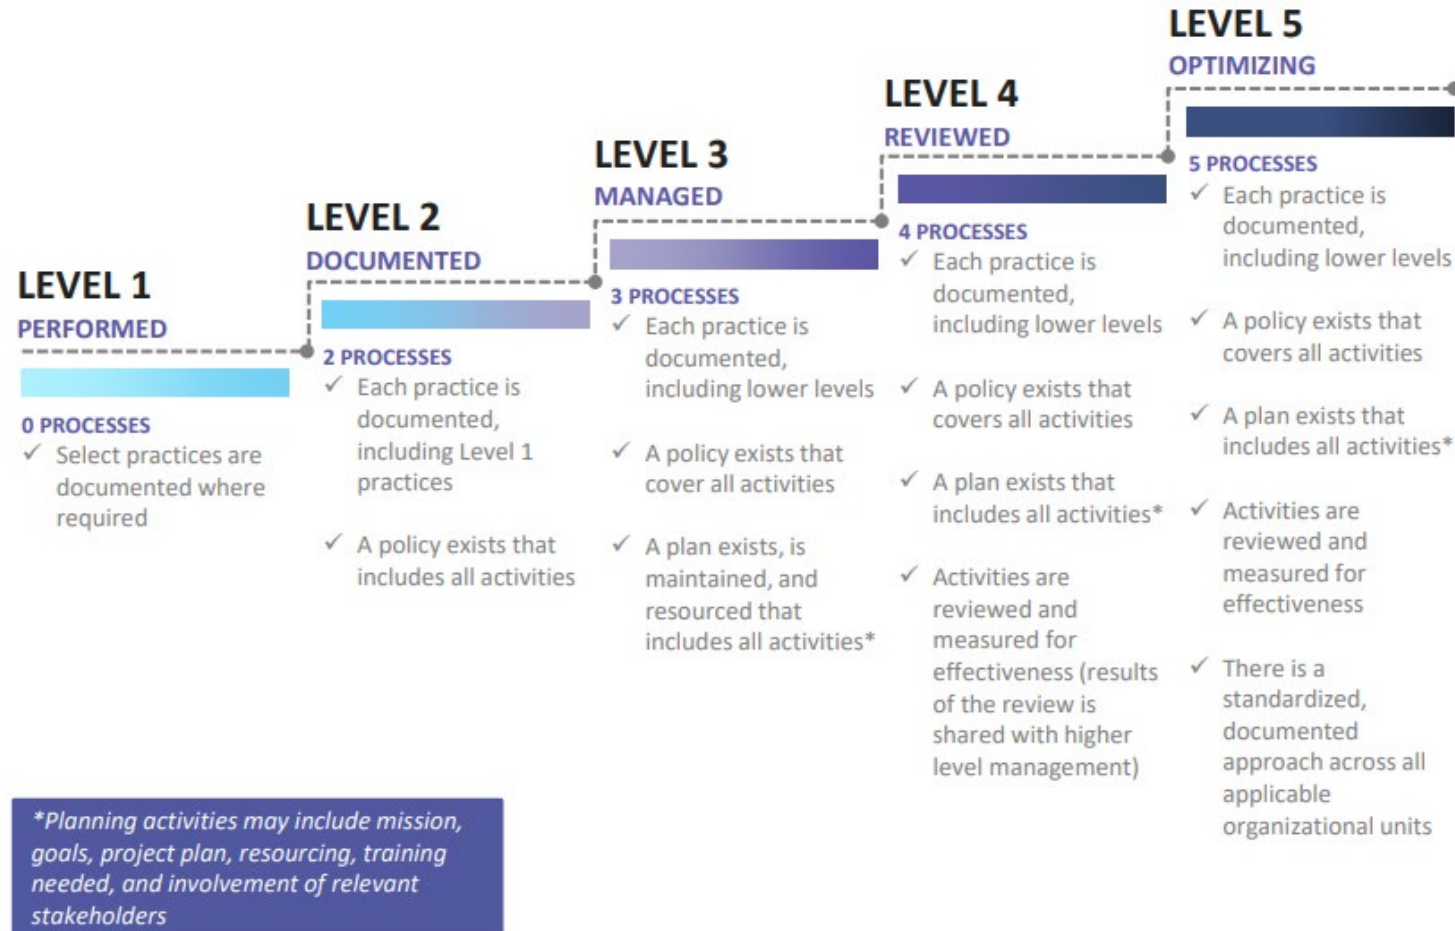 LEVEL 1
PERFORMED
0 PROCESSES
✓ Select practices are
documented where
required
LEVEL 2
DOCUMENTED
2 PROCESSES
✓ Each practice is
documented,
including Level 1
practices
✓ A policy exists that
includes all activities
LEVEL 3
MANAGED
3 PROCESSES
✓ Each practice is
documented,
including lower levels
✓ A policy exists that
cover all activities
✓ A plan exists, is
maintained, and
resourced that
includes all activities*
LEVEL 4
REVIEWED
4 PROCESSES
✓ Each practice is
documented,
including lower levels
✓ A policy exists that
covers all activities
✓ A plan exists that
includes all activities*
✓ Activities are
reviewed and
measured for
effectiveness (results
of the review is
shared with higher
level management)
LEVEL 5
OPTIMIZING
5 PROCESSES
✓ Each practice is
documented,
including lower levels
✓ A policy exists that
covers all activities
✓ A plan exists that
includes all activities*
✓ Activities are
reviewed and
measured for
effectiveness
✓ There is a
standardized,
documented
approach across all
applicable
organizational units
*Planning activities may include mission,
goals, project plan, resourcing, training
needed, and involvement of relevant
stakeholders